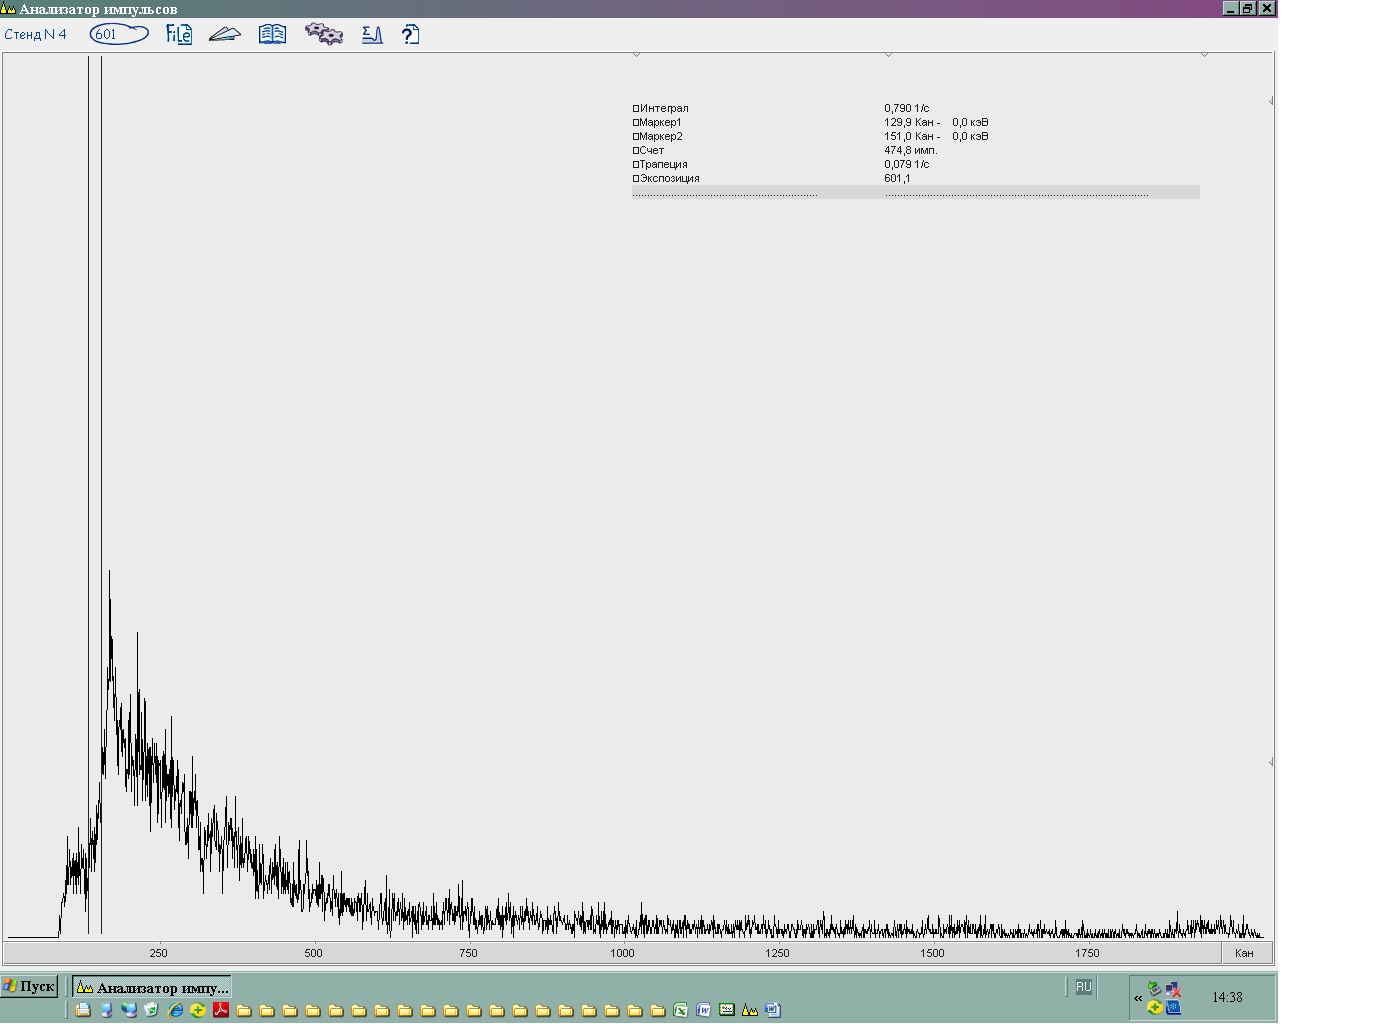 Анализатор импульсов
Стенд N 4 601 FiLe
Интеграл 0,790 1/с
Маркер1 129,9 Кан - 0,0 кэВ
Маркер2 151,0 Кан - 0,0 кэВ
Счет 474,8 имп.
Трапеция 0,079 1/с
Экспозиция 601,1
250 500 750 1000 1250 1500 1750 Кан
Пуск Анализатор импу... RU « 14:38